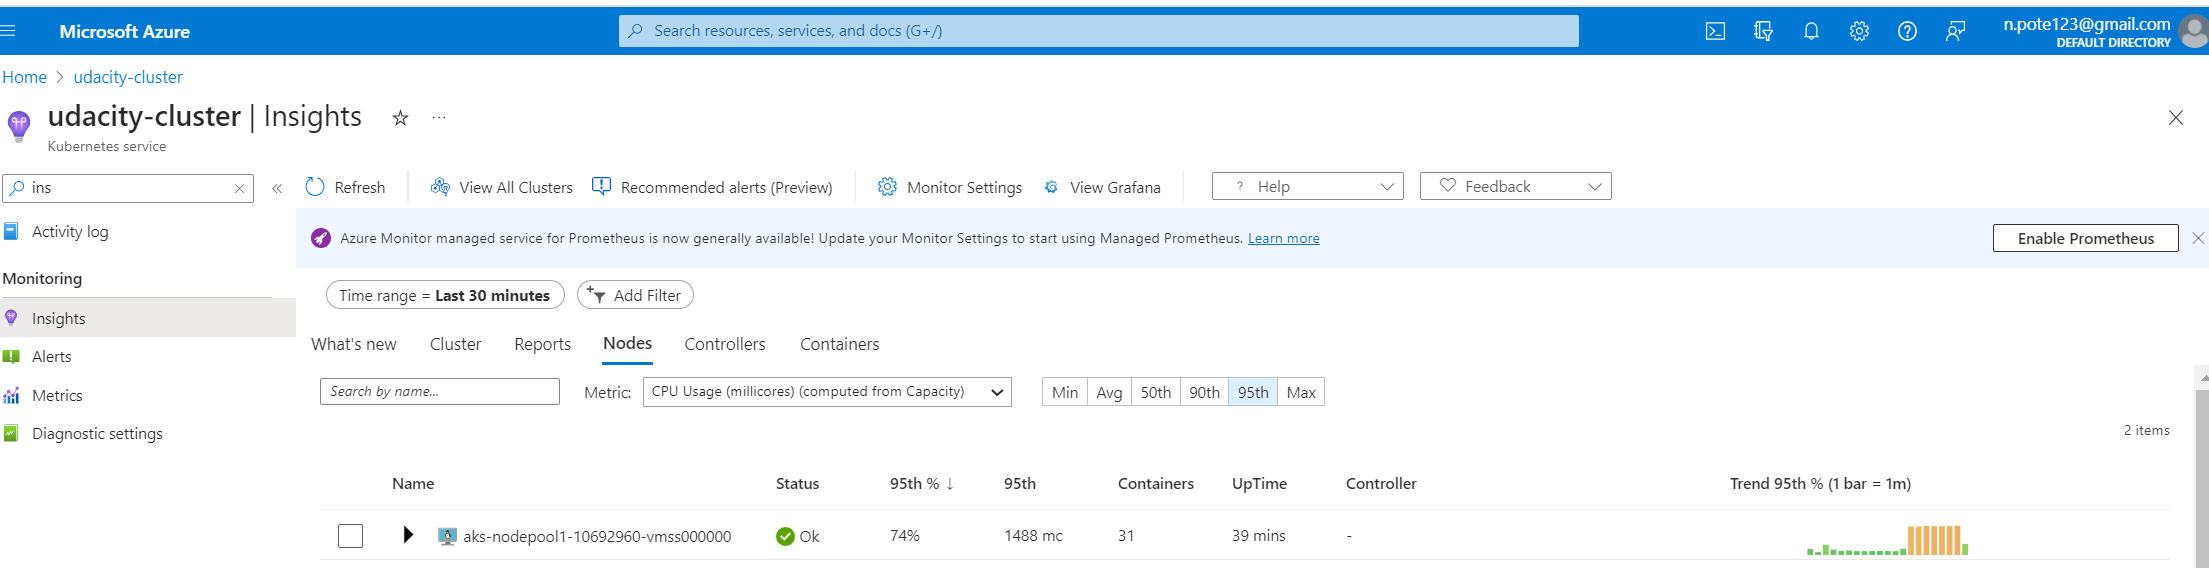 Microsoft Azure
Search resources, services, and docs (G+/)
n.pote123@gmail.com
DEFAULT DIRECTORY
Home > udacity-cluster
udacity-cluster | Insights
Kubernetes service
ins
Refresh
View All Clusters
Recommended alerts (Preview)
Monitor Settings
View Grafana
? Help
Feedback
Activity log
Monitoring
Insights
Alerts
Metrics
Diagnostic settings
Azure Monitor managed service for Prometheus is now generally available! Update your Monitor Settings to start using Managed Prometheus. Learn more
Enable Prometheus
Time range = Last 30 minutes
Add Filter
What's new Cluster Reports Nodes Controllers Containers
Search by name...
Metric: CPU Usage (millicores) (computed from Capacity)
Min Avg 50th 90th 95th Max
2 items
Name Status 95th % ↓ 95th Containers UpTime Controller Trend 95th % (1 bar = 1m)
aks-nodepool1-10692960-vmss000000 Ok 74% 1488 mc 31 39 mins -